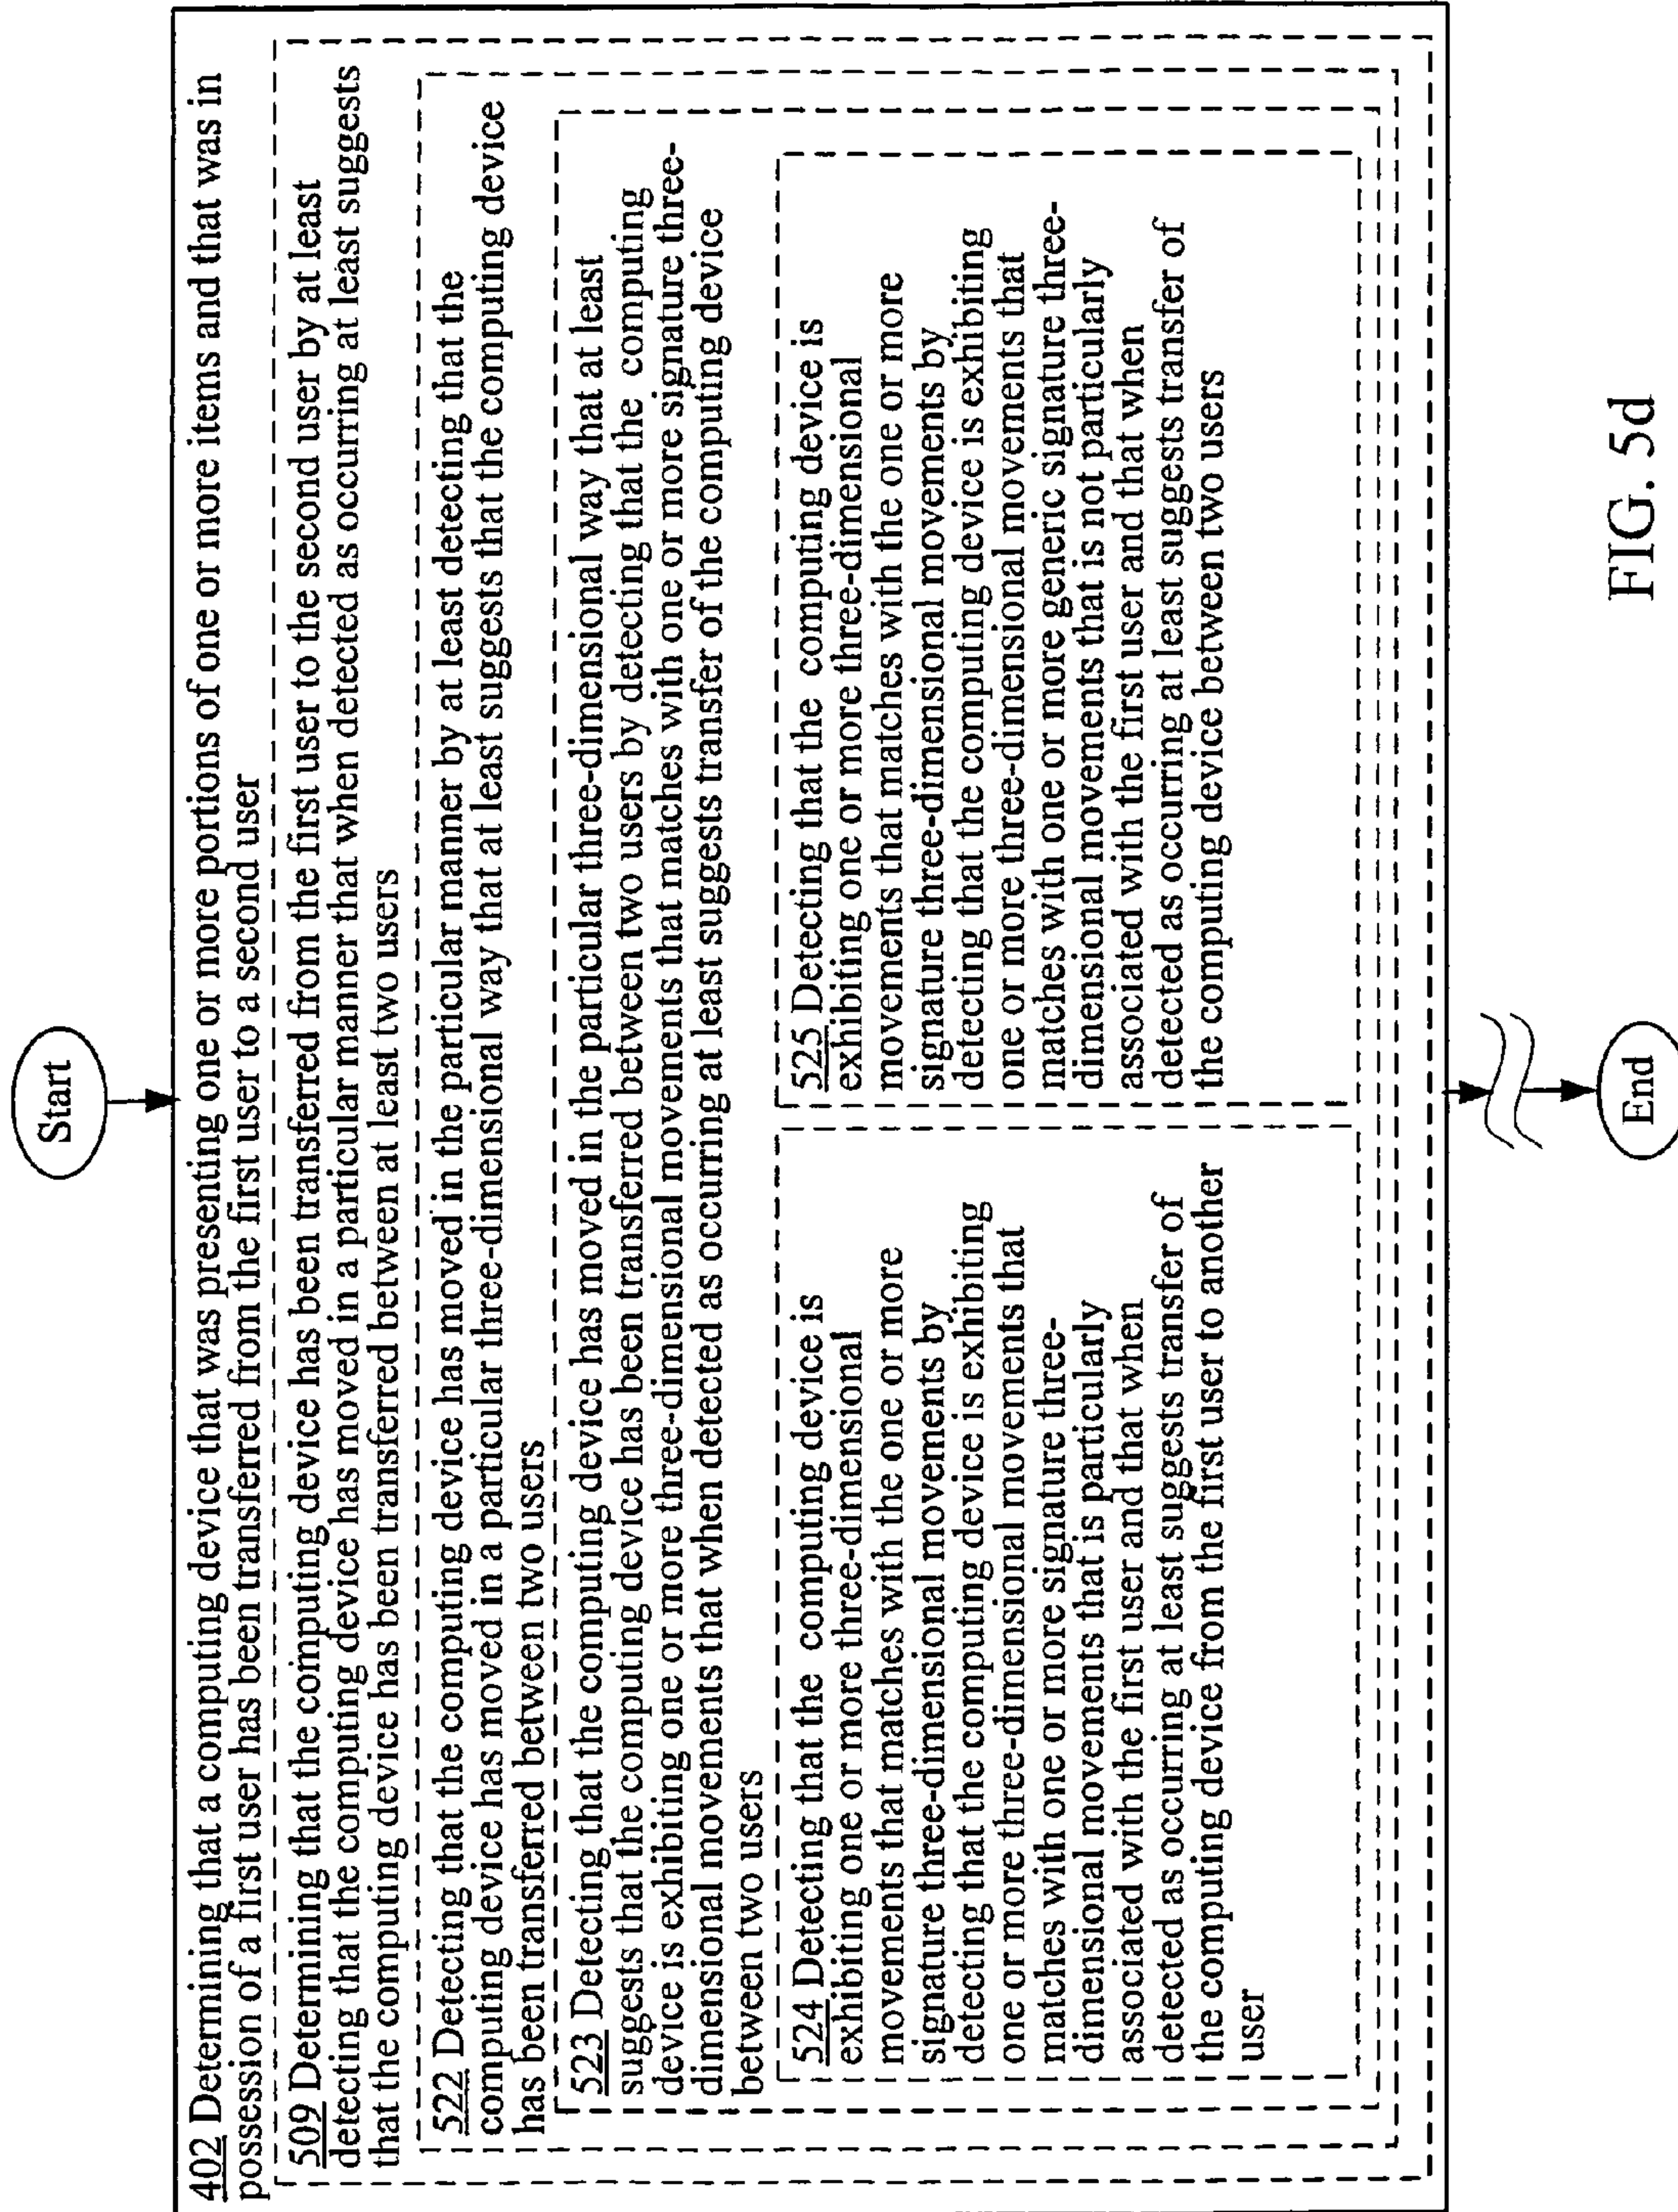 Start
402 Determining that a computing device that was presenting one or more portions of one or more items and that was in
possession of a first user has been transferred from the first user to a second user
509 Determining that the computing device has been transferred from the first user to the second user by at least
detecting that the computing device has moved in a particular manner that when detected as occurring at least suggests
that the computing device has been transferred between at least two users
522 Detecting that the computing device has moved in the particular manner by at least detecting that the
computing device has moved in a particular three-dimensional way that at least suggests that the computing device
has been transferred between two users
523 Detecting that the computing device has moved in the particular three-dimensional way that at least
suggests that the computing device has been transferred between two users by detecting that the computing
device is exhibiting one or more three-dimensional movements that matches with one or more signature three-
dimensional movements that when detected as occurring at least suggests transfer of the computing device
between two users
524 Detecting that the computing device is
exhibiting one or more three-dimensional
movements that matches with the one or more
signature three-dimensional movements by
detecting that the computing device is exhibiting
one or more three-dimensional movements that
matches with one or more signature three-
dimensional movements that is particularly
associated with the first user and that when
detected as occurring at least suggests transfer of
the computing device from the first user to another
user
525 Detecting that the computing device is
exhibiting one or more three-dimensional
movements that matches with the one or more
signature three-dimensional movements by
detecting that the computing device is exhibiting
one or more three-dimensional movements that
matches with one or more generic signature three-
dimensional movements that is not particularly
associated with the first user and that when
detected as occurring at least suggests transfer of
the computing device between two users
End
FIG. 5d